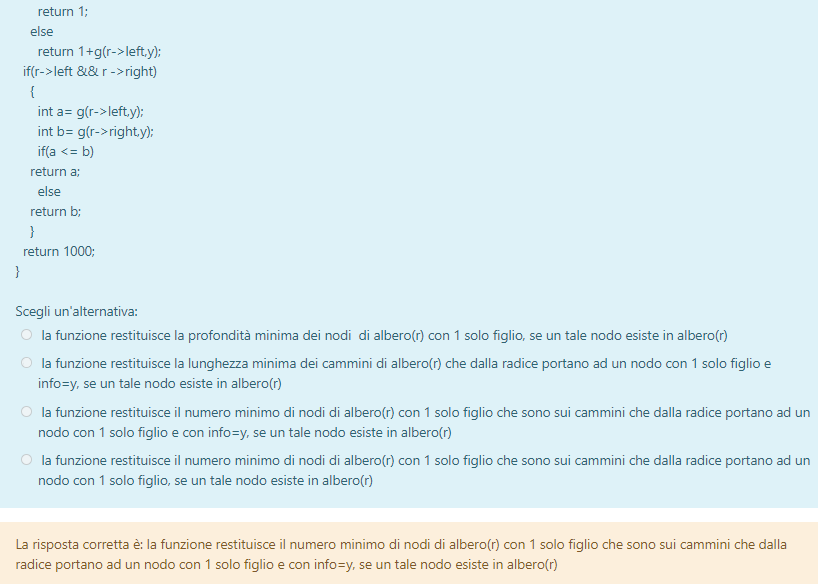 return 1;
else
return 1+g(r->left,y);
if(r->left && r ->right)
{
int a= g(r->left,y);
int b= g(r->right,y);
if(a <= b)
return a;
else
return b;
}
return 1000;
}
Scegli un'alternativa:
la funzione restituisce la profondità minima dei nodi di albero(r) con 1 solo figlio, se un tale nodo esiste in albero(r)
la funzione restituisce la lunghezza minima dei cammini di albero(r) che dalla radice portano ad un nodo con 1 solo figlio e
info=y, se un tale nodo esiste in albero(r)
la funzione restituisce il numero minimo di nodi di albero(r) con 1 solo figlio che sono sui cammini che dalla radice portano ad un
nodo con 1 solo figlio e con info=y, se un tale nodo esiste in albero(r)
la funzione restituisce il numero minimo di nodi di albero(r) con 1 solo figlio che sono sui cammini che dalla radice portano ad un
nodo con 1 solo figlio, se un tale nodo esiste in albero(r)
La risposta corretta è: la funzione restituisce il numero minimo di nodi di albero(r) con 1 solo figlio che sono sui cammini che dalla
radice portano ad un nodo con 1 solo figlio e con info=y, se un tale nodo esiste in albero(r)